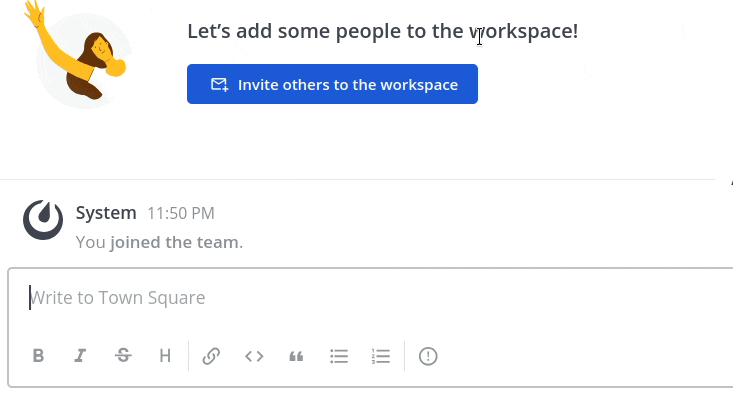 Let’s add some people to the workspace!
Invite others to the workspace
System 11:50 PM
You joined the team.
Write to Town Square
B I S H